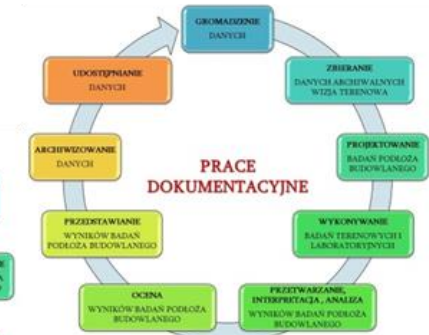 GROMADZENIE
DANYCH
ZBIERANIE
DANYCH ARCHIWALNYCH
WIZJA TERENOWA
PROJEKTOWANIE
BADAŃ PODŁOŻA
BUDOWLANEGO
WYKONYWANIE
BADAŃ TERENOWYCH I
LABORATORYJNYCH
PRZETWARZANIE,
INTERPRETACJA , ANALIZA
WYNIKÓW BADAŃ PODŁOŻA
BUDOWLANEGO
OCENA
WYNIKÓW BADAŃ PODŁOŻA
BUDOWLANEGO
PRZEDSTAWIANIE
WYNIKÓW BADAŃ
PODŁOŻA BUDOWLANEGO
ARCHIWIZOWANIE
DANYCH
UDOSTĘPNIANIE
DANYCH
PRACE
DOKUMENTACYJNE